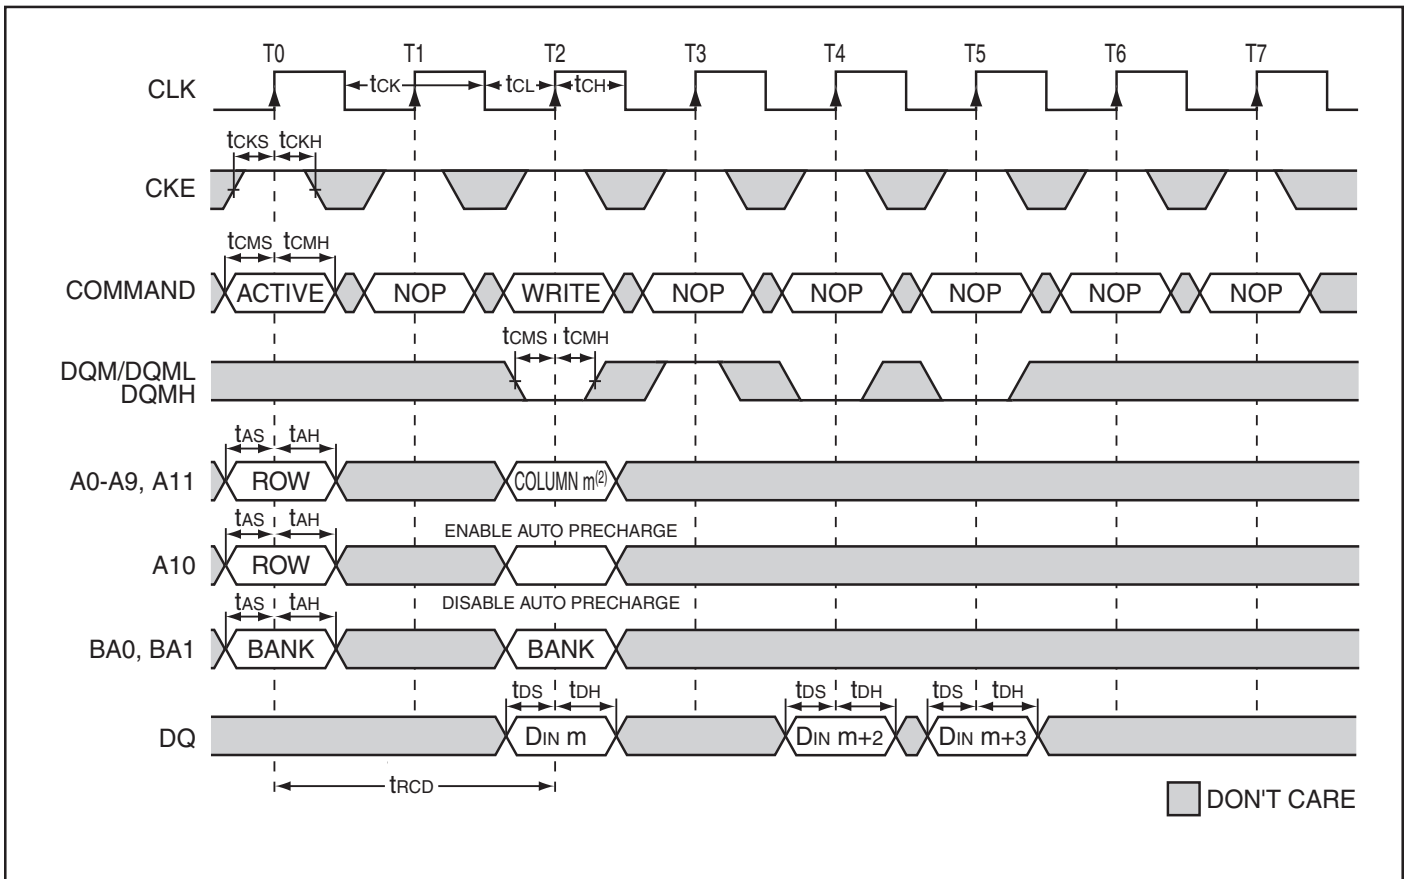 T0 T1 T2 T3 T4 T5 T6 T7
CLK tCK tCL tCH
tCKS tCKH
CKE
tCMS tCMH
COMMAND ACTIVE NOP WRITE NOP NOP NOP NOP NOP
tCMS tCMH
DQM/DQML
DQMH
tAS tAH
A0-A9, A11 ROW COLUMN m(2)
tAS tAH ENABLE AUTO PRECHARGE
A10 ROW
tAS tAH DISABLE AUTO PRECHARGE
BA0, BA1 BANK BANK
tDS tDH tDS tDH tDS tDH
DQ DIN m DIN m+2 DIN m+3
tRCD
DON'T CARE